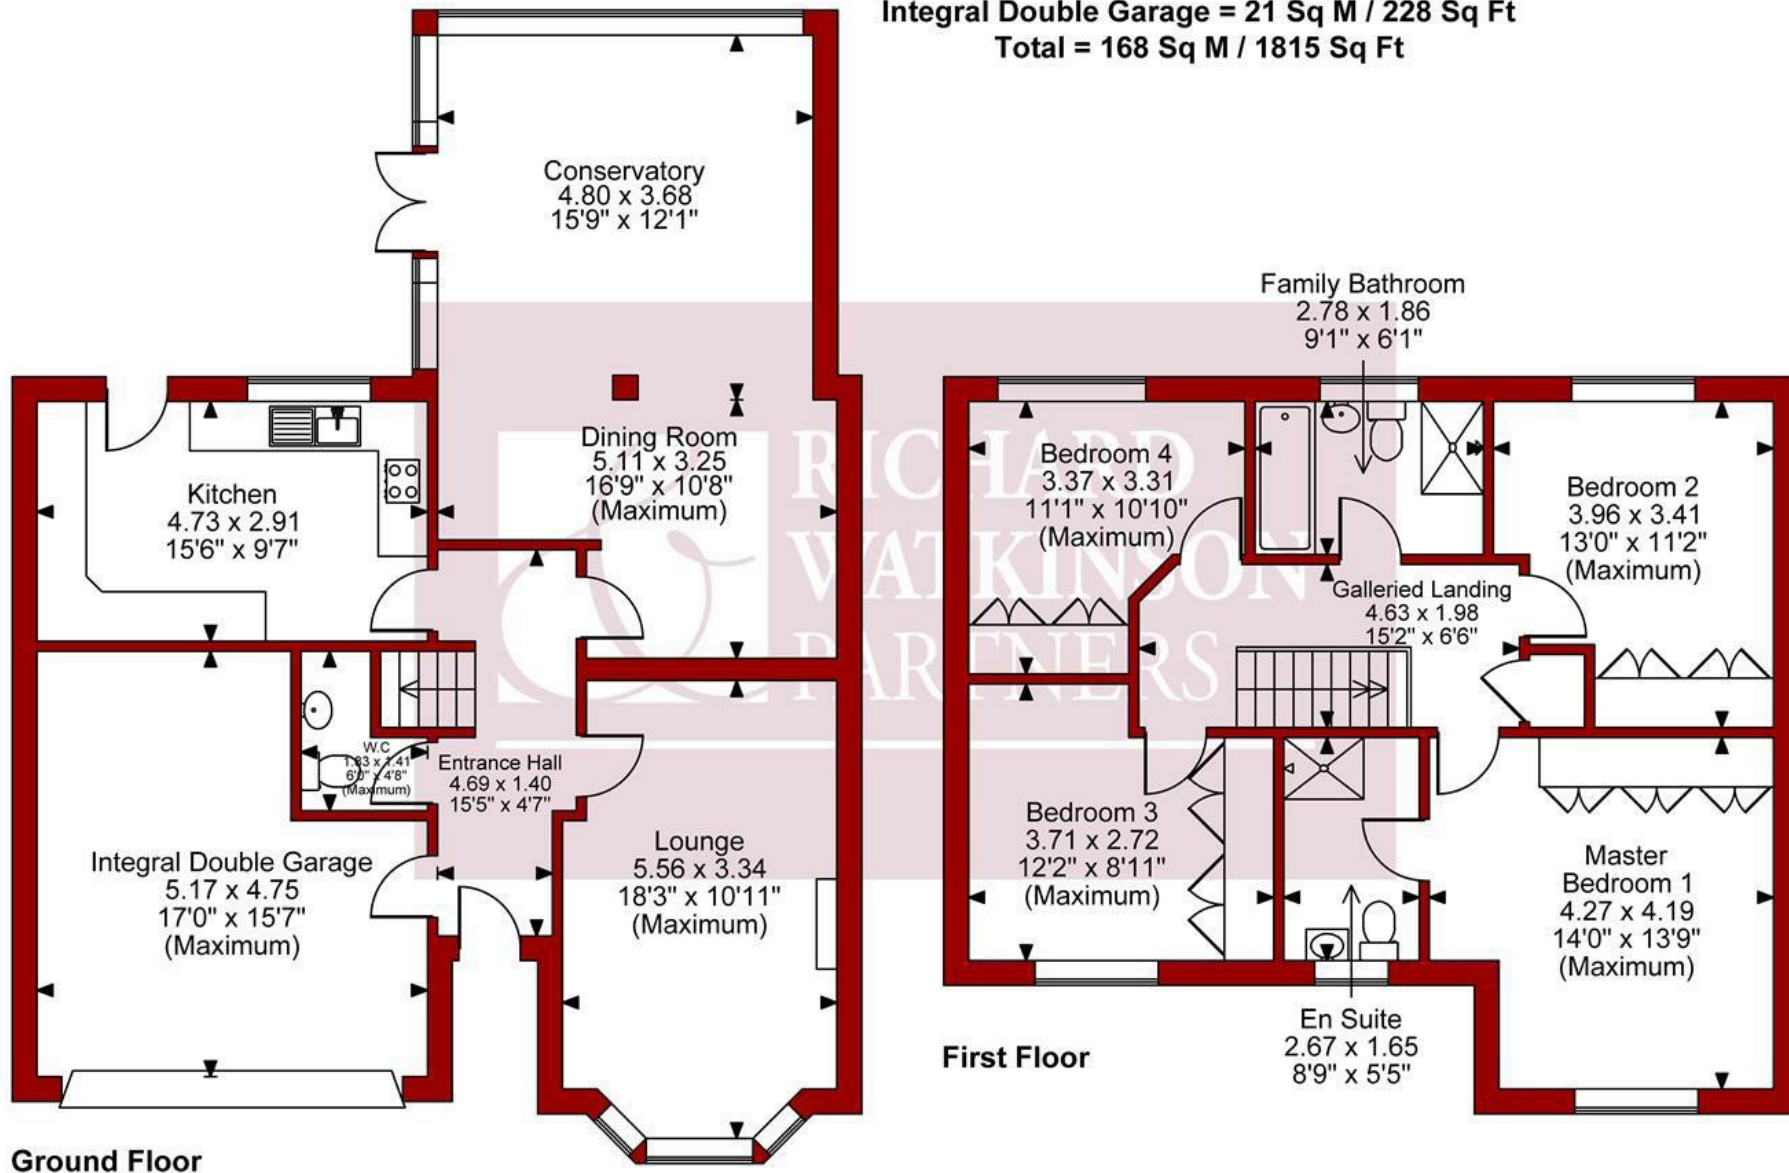 Integral Double Garage = 21 Sq M / 228 Sq Ft
Total = 168 Sq M / 1815 Sq Ft
Conservatory
4.80 x 3.68
15'9" x 12'1"
Family Bathroom
2.78 x 1.86
9'1" x 6'1"
Kitchen
4.73 x 2.91
15'6" x 9'7"
Dining Room
5.11 x 3.25
16'9" x 10'8"
(Maximum)
RICHARD
WATKINSON
PARTNERS
Bedroom 4
3.37 x 3.31
11'1" x 10'10"
(Maximum)
Bedroom 2
3.96 x 3.41
13'0" x 11'2"
(Maximum)
Galleried Landing
4.63 x 1.98
15'2" x 6'6"
W.C
1.83 x 1.41
6'0" x 4'8"
(Maximum)
Entrance Hall
4.69 x 1.40
15'5" x 4'7"
Integral Double Garage
5.17 x 4.75
17'0" x 15'7"
(Maximum)
Lounge
5.56 x 3.34
18'3" x 10'11"
(Maximum)
Bedroom 3
3.71 x 2.72
12'2" x 8'11"
(Maximum)
Master
Bedroom 1
4.27 x 4.19
14'0" x 13'9"
(Maximum)
En Suite
2.67 x 1.65
8'9" x 5'5"
First Floor
Ground Floor